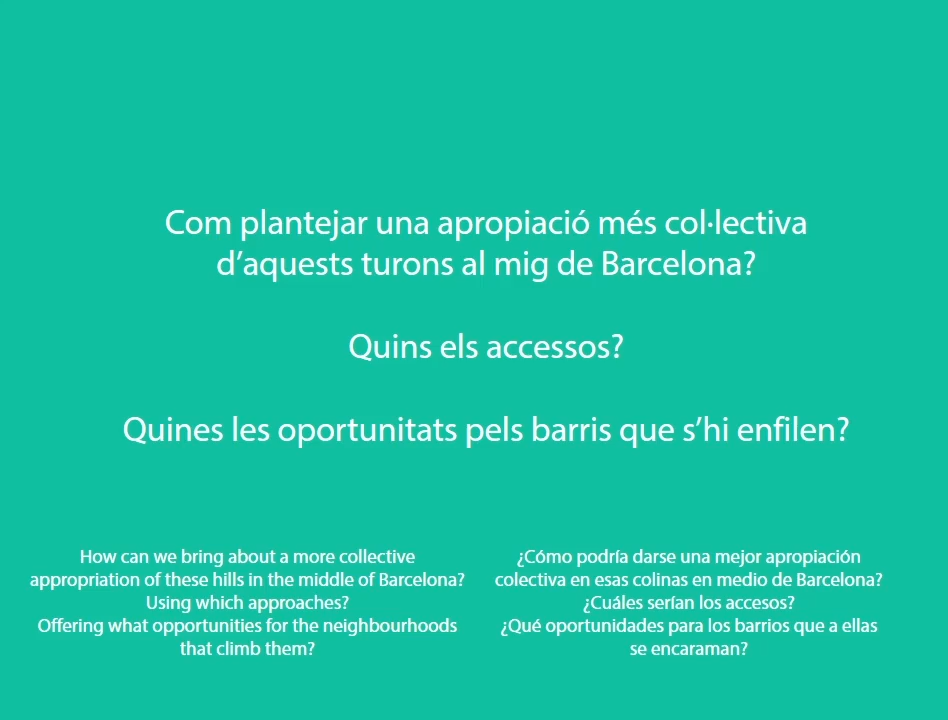 Com plantejar una apropiació més col·lectiva
d’aquests turons al mig de Barcelona?
Quins els accessos?
Quines les oportunitats pels barris que s’hi enfilen?
How can we bring about a more collective
appropriation of these hills in the middle of Barcelona?
Using which approaches?
Offering what opportunities for the neighbourhoods
that climb them?
¿Cómo podría darse una mejor apropiación
colectiva en esas colinas en medio de Barcelona?
¿Cuáles serían los accesos?
¿Qué oportunidades para los barrios que a ellas
se encaraman?